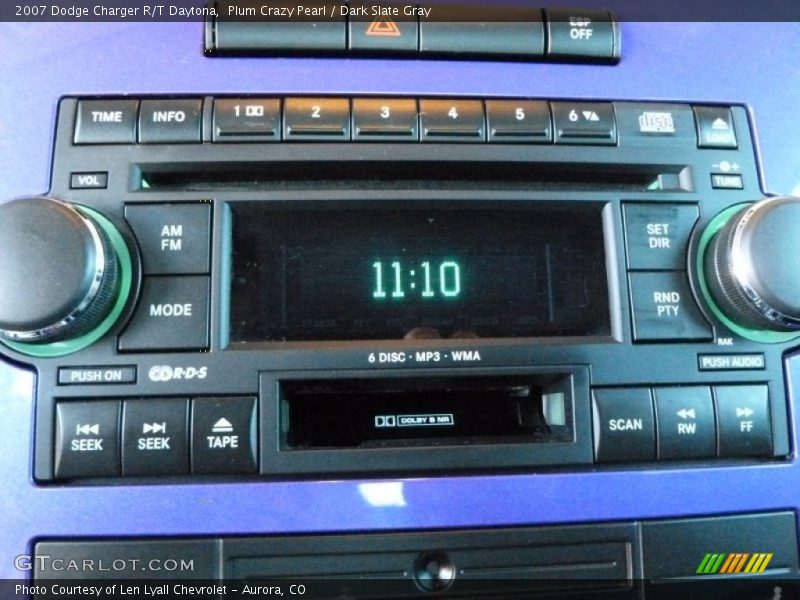 2007 Dodge Charger R/T Daytona,  Plum Crazy Pearl / Dark Slate Gray
ESP OFF
TIME INFO 1 2 3 4 5 6 disc LOAD
VOL TUNE
AM FM
SET DIR
11:10
MODE
RND PTY
RAK
6 DISC · MP3 · WMA
PUSH ON R·D·S PUSH AUDIO
DOLBY B NR
SEEK SEEK TAPE SCAN RW FF
GTCARLOT.COM
Photo Courtesy of Len Lyall Chevrolet – Aurora, CO